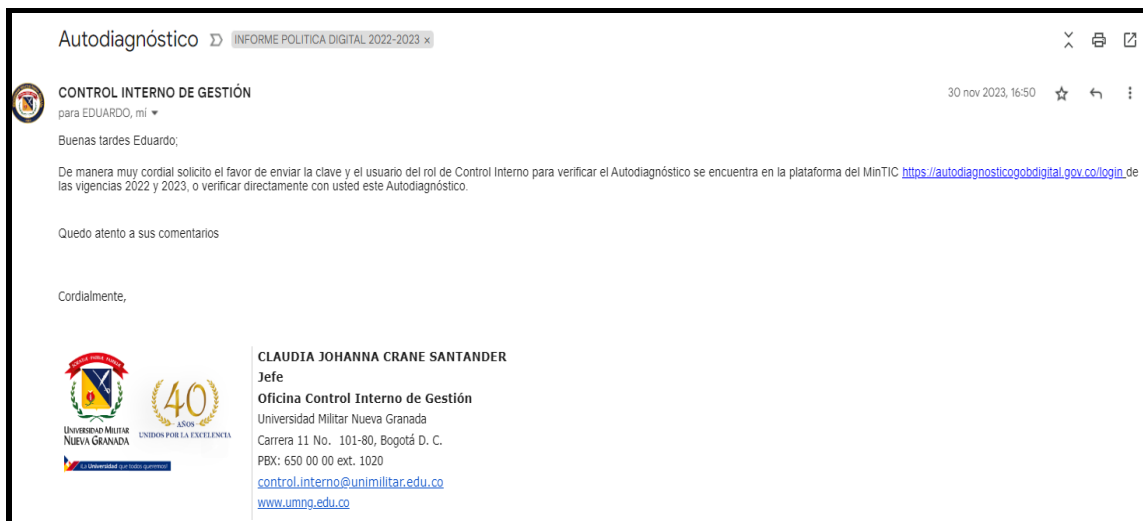 Autodiagnóstico INFORME POLITICA DIGITAL 2022-2023 ×
CONTROL INTERNO DE GESTIÓN
30 nov 2023, 16:50
para EDUARDO, mí
Buenas tardes Eduardo;
De manera muy cordial solicito el favor de enviar la clave y el usuario del rol de Control Interno para verificar el Autodiagnóstico se encuentra en la plataforma del MinTIC https://autodiagnosticogobdigital.gov.co/login de
las vigencias 2022 y 2023, o verificar directamente con usted este Autodiagnóstico.
Quedo atento a sus comentarios
Cordialmente,
UNIVERSIDAD MILITAR
NUEVA GRANADA
40
AÑOS
UNIDOS POR LA EXCELENCIA
¡La Universidad que todos queremos!
CLAUDIA JOHANNA CRANE SANTANDER
Jefe
Oficina Control Interno de Gestión
Universidad Militar Nueva Granada
Carrera 11 No. 101-80, Bogotá D. C.
PBX: 650 00 00 ext. 1020
control.interno@unimilitar.edu.co
www.umng.edu.co